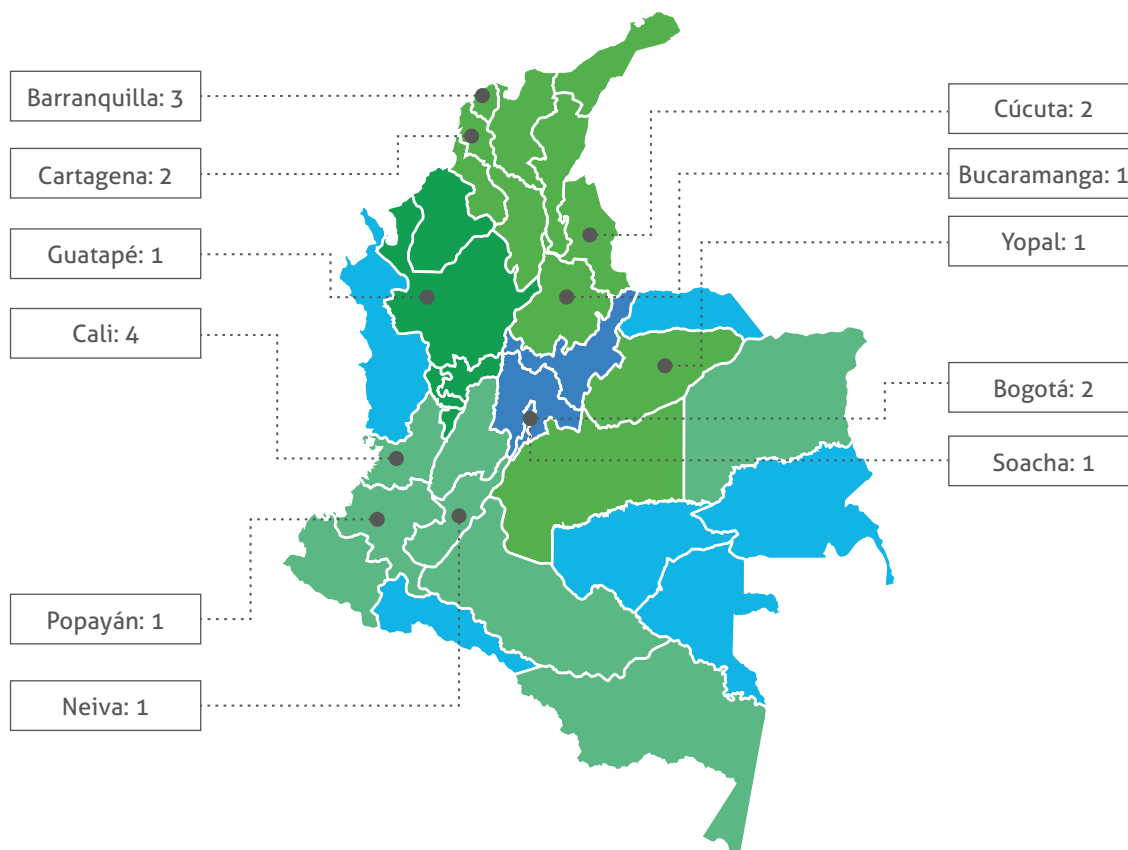 Barranquilla: 3
Cartagena: 2
Guatapé: 1
Cali: 4
Popayán: 1
Neiva: 1
Cúcuta: 2
Bucaramanga: 1
Yopal: 1
Bogotá: 2
Soacha: 1